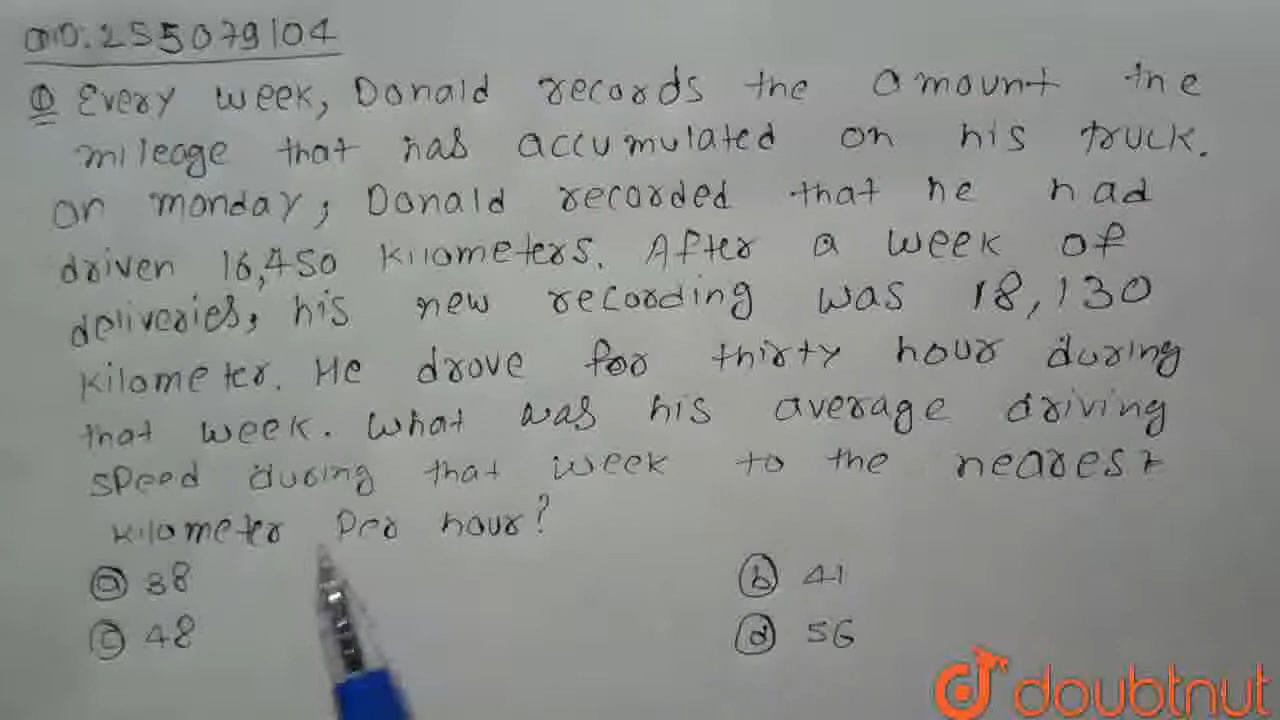 QID. 255079104
Q Every week, Donald records the amount the
mileage that has accumulated on his truck.
on monday, Donald recorded that he had
driven 16,450 kilometers. After a week of
deliveries, his new recording was 18,130
kilometer. He drove for thirty hour during
that week. what was his average driving
speed during that week to the nearest
kilometer per hour?
(a) 38 (b) 41
(c) 48 (d) 56
doubtnut